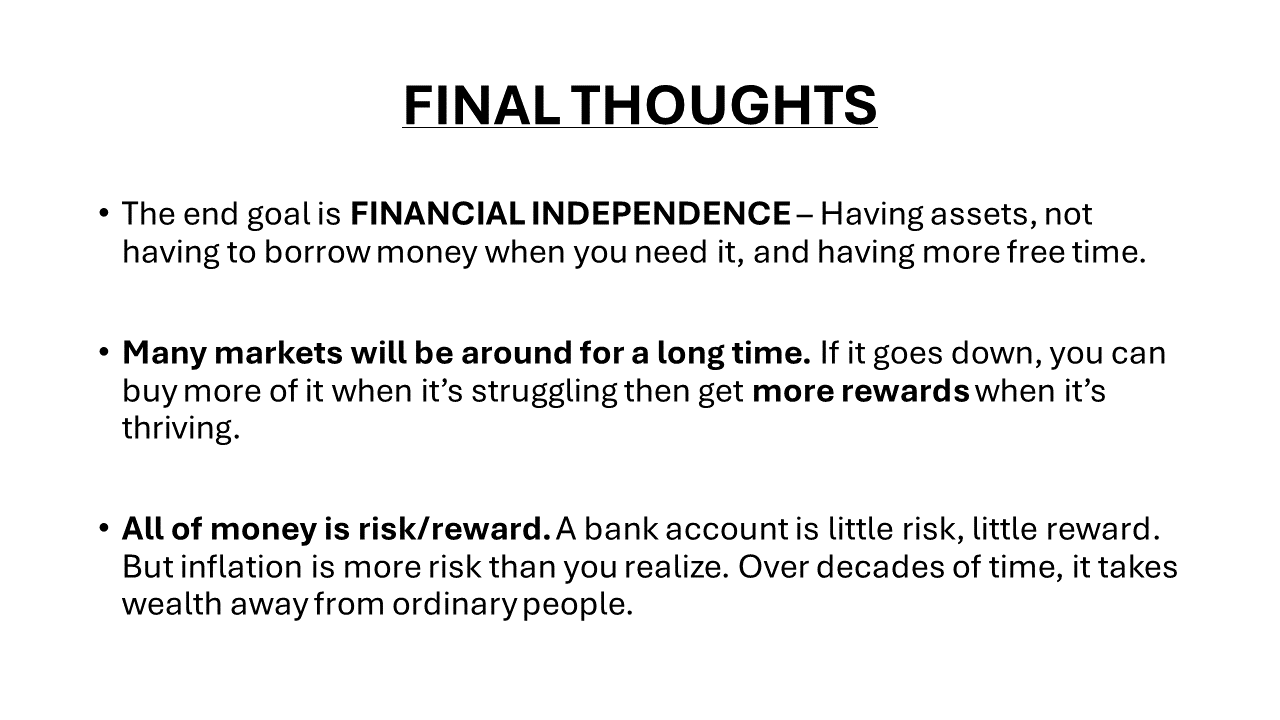 FINAL THOUGHTS
• The end goal is FINANCIAL INDEPENDENCE – Having assets, not
having to borrow money when you need it, and having more free time.
• Many markets will be around for a long time. If it goes down, you can
buy more of it when it’s struggling then get more rewards when it’s
thriving.
• All of money is risk/reward. A bank account is little risk, little reward.
But inflation is more risk than you realize. Over decades of time, it takes
wealth away from ordinary people.